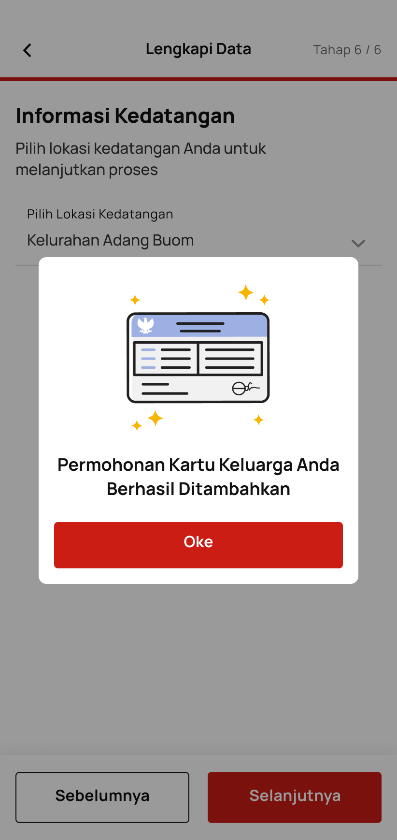 Lengkapi Data
Tahap 6 / 6
Informasi Kedatangan
Pilih lokasi kedatangan Anda untuk
melanjutkan proses
Pilih Lokasi Kedatangan
Kelurahan Adang Buom
Permohonan Kartu Keluarga Anda
Berhasil Ditambahkan
Oke
Sebelumnya
Selanjutnya